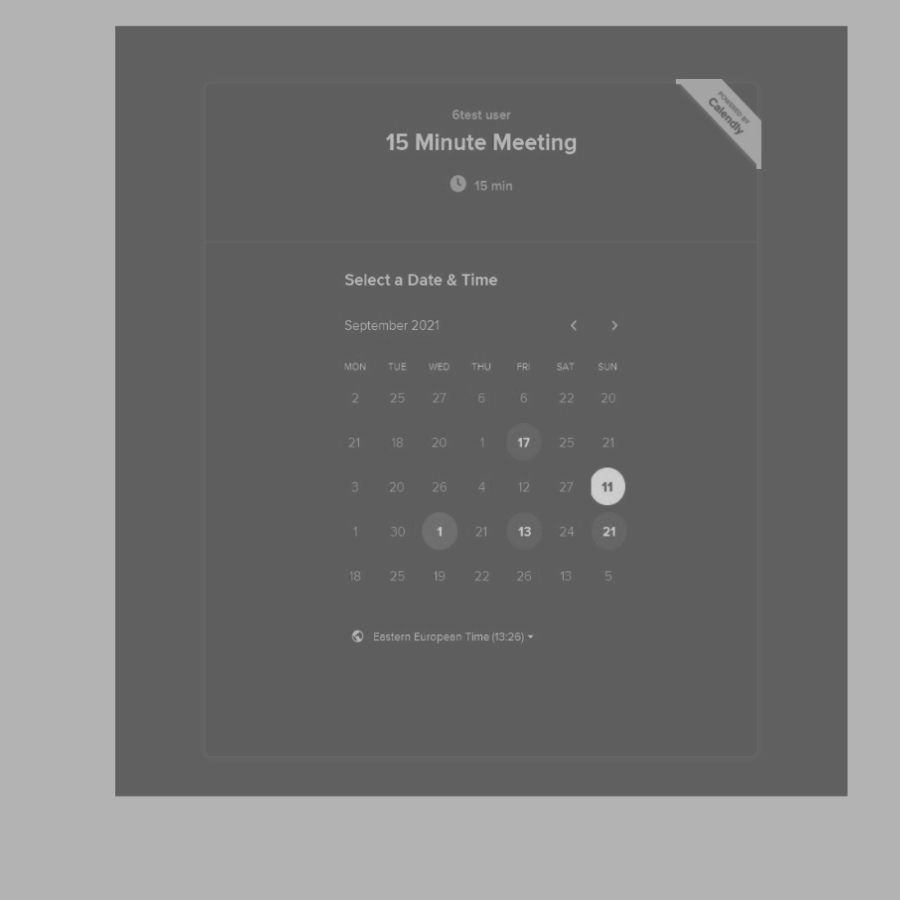 POWERED BY
Calendly
6test user
15 Minute Meeting
15 min
Select a Date & Time
September 2021
MON TUE WED THU FRI SAT SUN
2 25 27 6 6 22 20
21 18 20 1 17 25 21
3 20 26 4 12 27 11
1 30 1 21 13 24 21
18 25 19 22 26 13 5
Eastern European Time (13:26)